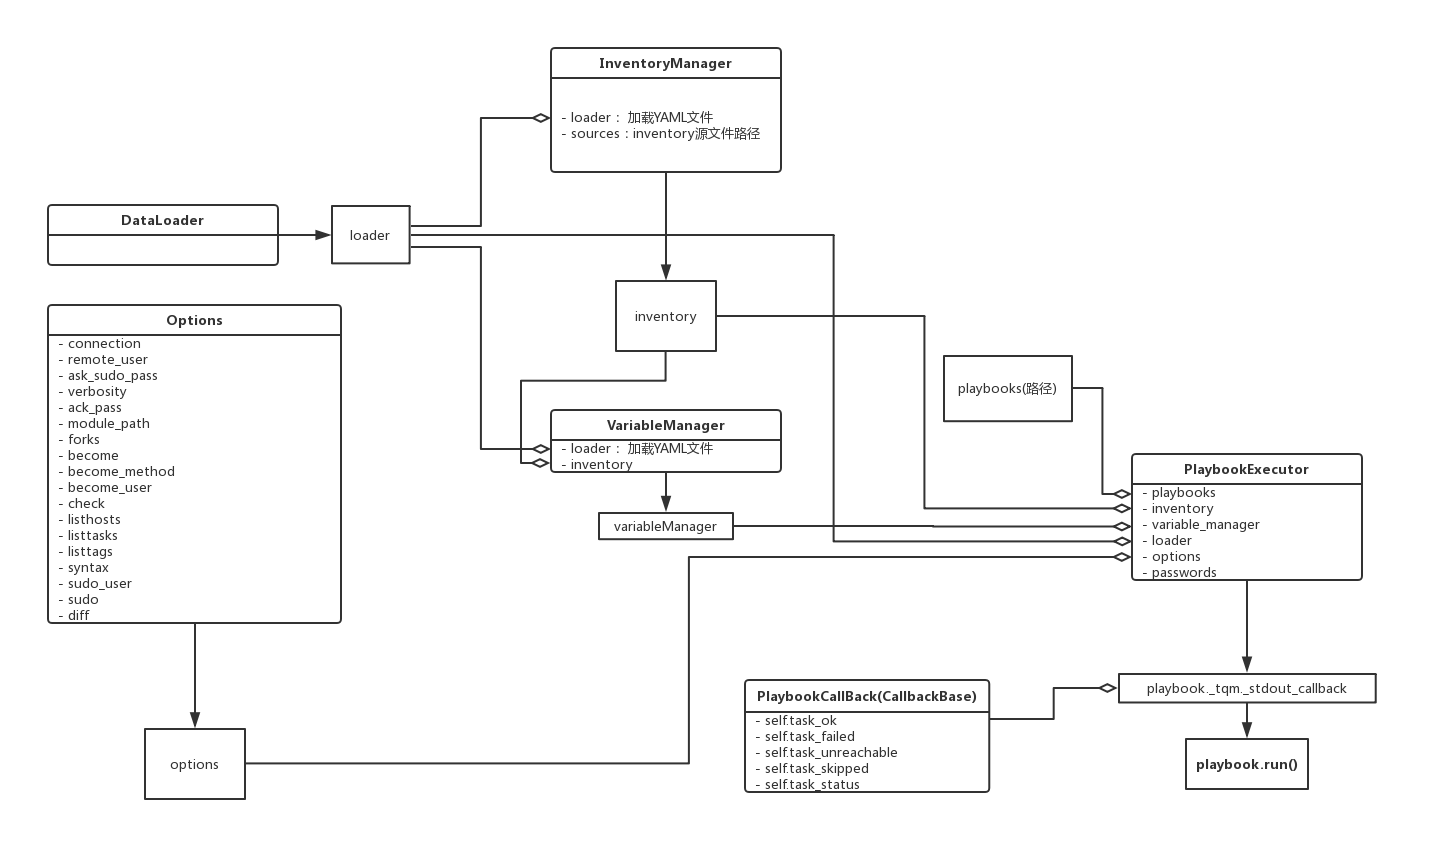 InventoryManager
- loader： 加载YAML文件
- sources：inventory源文件路径
DataLoader
loader
inventory
Options
- connection
- remote_user
- ask_sudo_pass
- verbosity
- ack_pass
- module_path
- forks
- become
- become_method
- become_user
- check
- listhosts
- listtasks
- listtags
- syntax
- sudo_user
- sudo
- diff
playbooks(路径)
VariableManager
- loader： 加载YAML文件
- inventory
variableManager
PlaybookExecutor
- playbooks
- inventory
- variable_manager
- loader
- options
- passwords
options
PlaybookCallBack(CallbackBase)
- self.task_ok
- self.task_failed
- self.task_unreachable
- self.task_skipped
- self.task_status
playbook._tqm._stdout_callback
playbook.run()